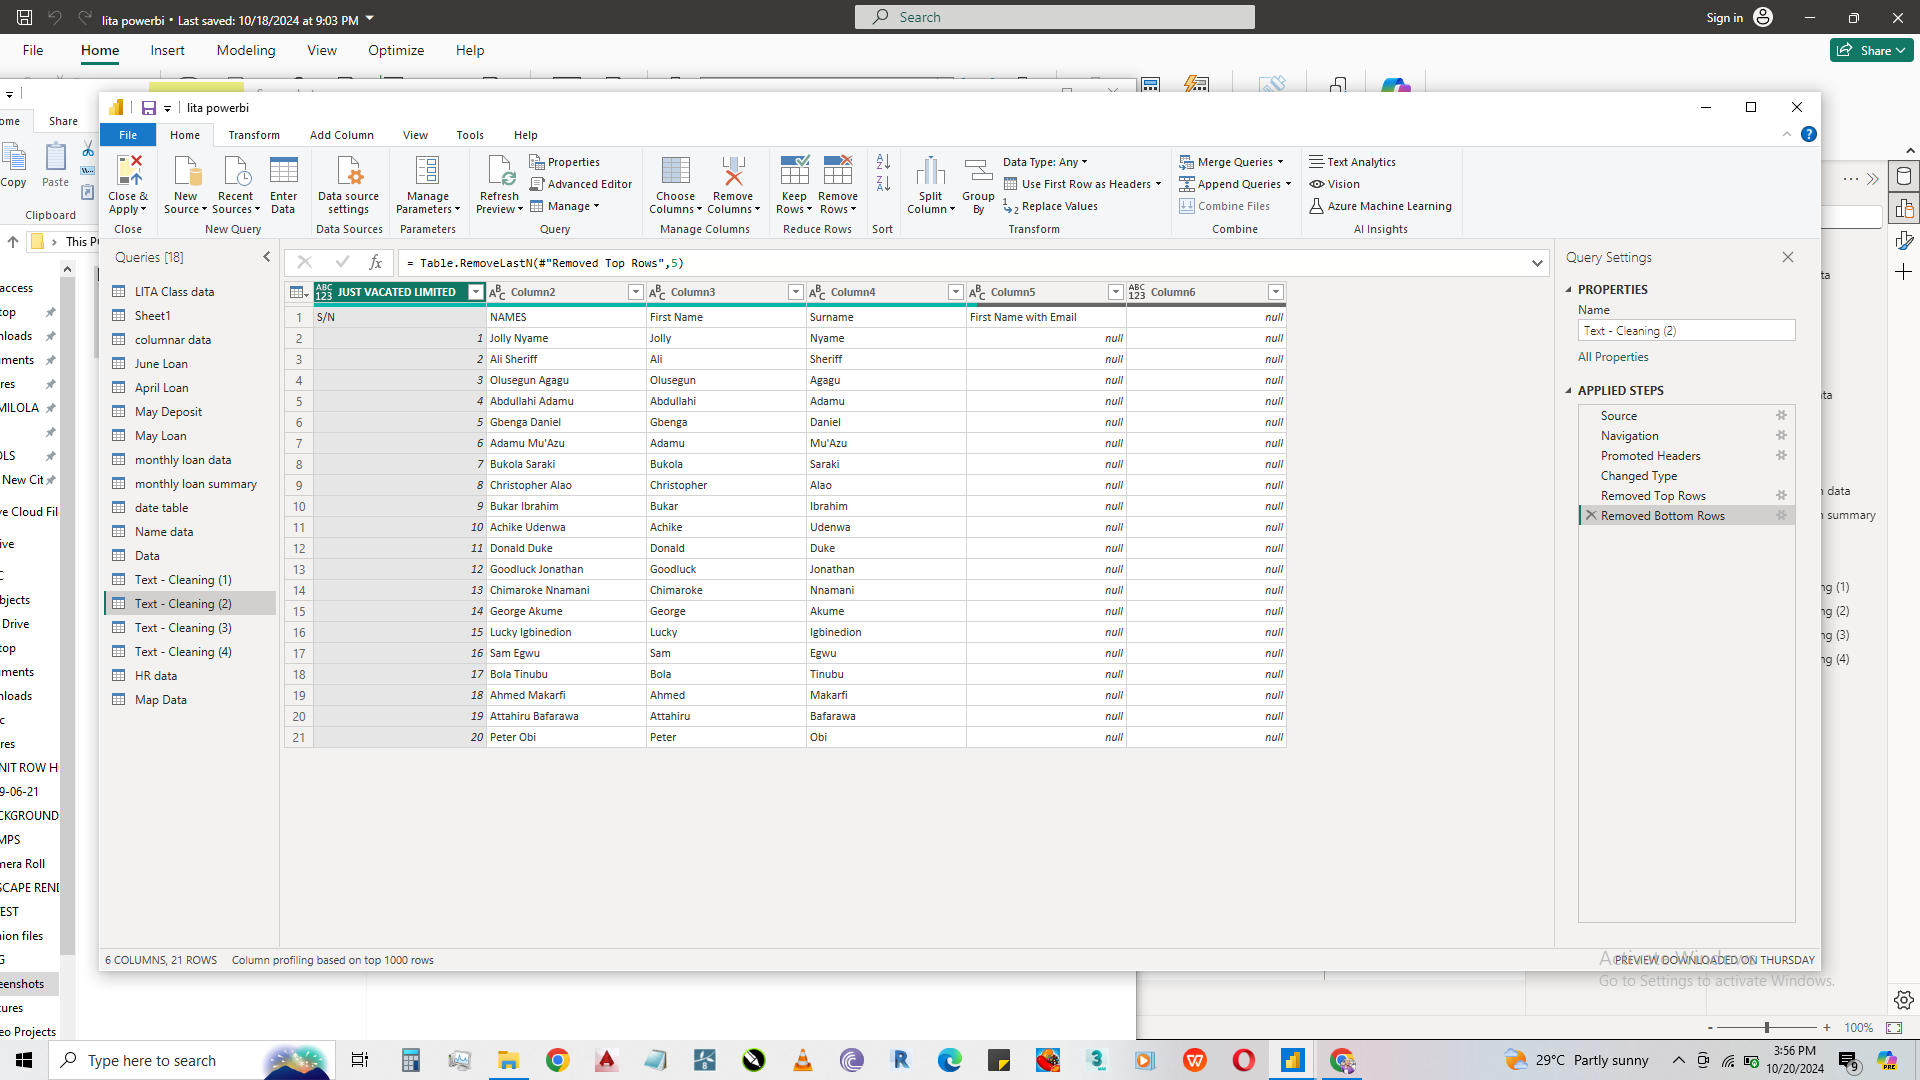 lita powerbi • Last saved: 10/18/2024 at 9:03 PM
Search
Sign in
File Home Insert Modeling View Optimize Help
Share
lita powerbi
Share
File Home Transform Add Column View Tools Help
Copy
Paste
Clipboard
This P
Close & Apply
Close
New Source
Recent Sources
Enter Data
New Query
Data source settings
Data Sources
Manage Parameters
Parameters
Refresh Preview
Properties
Advanced Editor
Manage
Query
Choose Columns
Remove Columns
Manage Columns
Keep Rows
Remove Rows
Reduce Rows
Sort
Split Column
Group By
Data Type: Any
Use First Row as Headers
Replace Values
Transform
Merge Queries
Append Queries
Combine Files
Combine
Text Analytics
Vision
Azure Machine Learning
AI Insights
Queries [18]
LITA Class data
Sheet1
columnar data
June Loan
April Loan
May Deposit
May Loan
monthly loan data
monthly loan summary
date table
Name data
Data
Text - Cleaning (1)
Text - Cleaning (2)
Text - Cleaning (3)
Text - Cleaning (4)
HR data
Map Data
= Table.RemoveLastN(#"Removed Top Rows",5)
JUST VACATED LIMITED Column2 Column3 Column4 Column5 Column6
1 S/N NAMES First Name Surname First Name with Email null
2 1 Jolly Nyame Jolly Nyame null null
3 2 Ali Sheriff Ali Sheriff null null
4 3 Olusegun Agagu Olusegun Agagu null null
5 4 Abdullahi Adamu Abdullahi Adamu null null
6 5 Gbenga Daniel Gbenga Daniel null null
7 6 Adamu Mu'Azu Adamu Mu'Azu null null
8 7 Bukola Saraki Bukola Saraki null null
9 8 Christopher Alao Christopher Alao null null
10 9 Bukar Ibrahim Bukar Ibrahim null null
11 10 Achike Udenwa Achike Udenwa null null
12 11 Donald Duke Donald Duke null null
13 12 Goodluck Jonathan Goodluck Jonathan null null
14 13 Chimaroke Nnamani Chimaroke Nnamani null null
15 14 George Akume George Akume null null
16 15 Lucky Igbinedion Lucky Igbinedion null null
17 16 Sam Egwu Sam Egwu null null
18 17 Bola Tinubu Bola Tinubu null null
19 18 Ahmed Makarfi Ahmed Makarfi null null
20 19 Attahiru Bafarawa Attahiru Bafarawa null null
21 20 Peter Obi Peter Obi null null
Query Settings
PROPERTIES
Name
Text - Cleaning (2)
All Properties
APPLIED STEPS
Source
Navigation
Promoted Headers
Changed Type
Removed Top Rows
Removed Bottom Rows
6 COLUMNS, 21 ROWS Column profiling based on top 1000 rows
PREVIEW DOWNLOADED ON THURSDAY
Activate Windows
Go to Settings to activate Windows.
100%
Type here to search
29°C Partly sunny
3:56 PM
10/20/2024
9